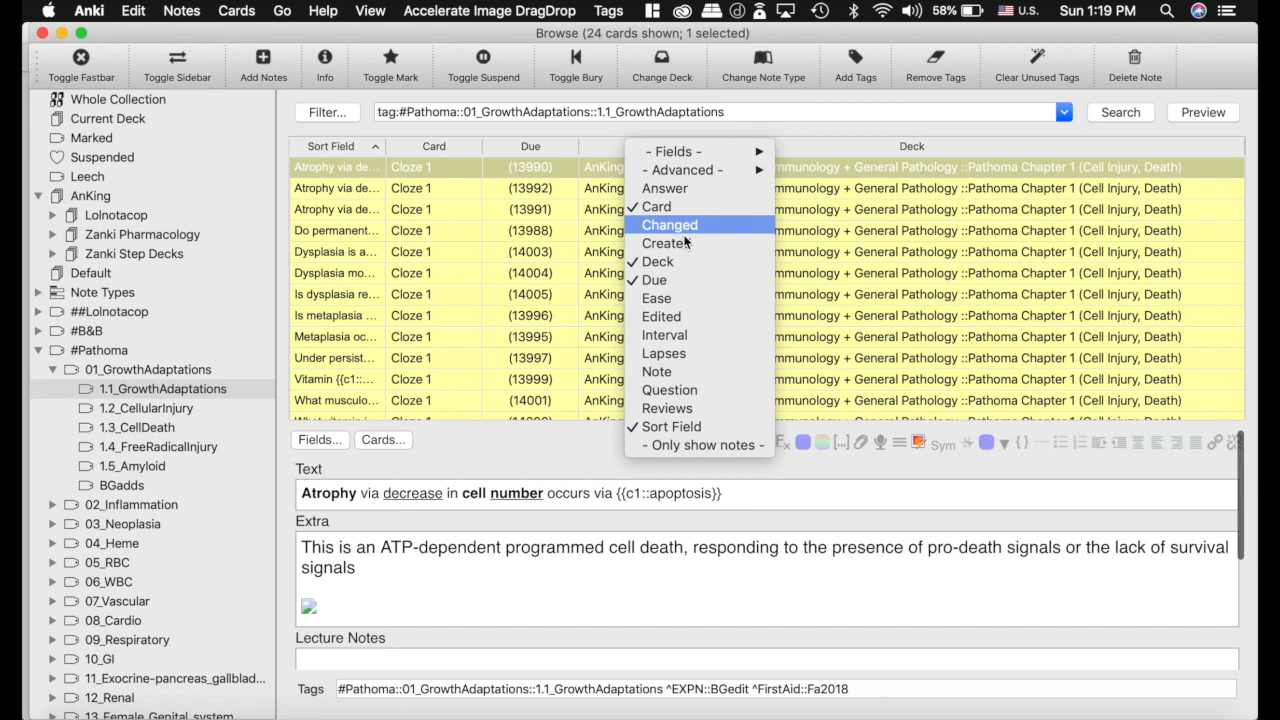 Anki Edit Notes Cards Go Help View Accelerate Image DragDrop Tags 58% U.S. Sun 1:19 PM
Browse (24 cards shown; 1 selected)
Toggle Fastbar Toggle Sidebar Add Notes Info Toggle Mark Toggle Suspend Toggle Bury Change Deck Change Note Type Add Tags Remove Tags Clear Unused Tags Delete Note
Whole Collection
Current Deck
Marked
Suspended
Leech
AnKing
Lolnotacop
Zanki Pharmacology
Zanki Step Decks
Default
Note Types
##Lolnotacop
#B&B
#Pathoma
01_GrowthAdaptations
1.1_GrowthAdaptations
1.2_CellularInjury
1.3_CellDeath
1.4_FreeRadicalInjury
1.5_Amyloid
BGadds
02_Inflammation
03_Neoplasia
04_Heme
05_RBC
06_WBC
07_Vascular
08_Cardio
09_Respiratory
10_GI
11_Exocrine-pancreas_gallblad...
12_Renal
13_Female_Genital_system
Filter... tag:#Pathoma::01_GrowthAdaptations::1.1_GrowthAdaptations Search Preview
Sort Field Card Due Deck
Atrophy via de... Cloze 1 (13990) AnKing mmunology + General Pathology ::Pathoma Chapter 1 (Cell Injury, Death)
Atrophy via de... Cloze 1 (13992) AnKing mmunology + General Pathology ::Pathoma Chapter 1 (Cell Injury, Death)
Atrophy via de... Cloze 1 (13991) AnKing mmunology + General Pathology ::Pathoma Chapter 1 (Cell Injury, Death)
Do permanent... Cloze 1 (13988) AnKing mmunology + General Pathology ::Pathoma Chapter 1 (Cell Injury, Death)
Dysplasia is a... Cloze 1 (14003) AnKing mmunology + General Pathology ::Pathoma Chapter 1 (Cell Injury, Death)
Dysplasia mo... Cloze 1 (14004) AnKing mmunology + General Pathology ::Pathoma Chapter 1 (Cell Injury, Death)
Is dysplasia re... Cloze 1 (14005) AnKing mmunology + General Pathology ::Pathoma Chapter 1 (Cell Injury, Death)
Is metaplasia ... Cloze 1 (13996) AnKing mmunology + General Pathology ::Pathoma Chapter 1 (Cell Injury, Death)
Metaplasia oc... Cloze 1 (13995) AnKing mmunology + General Pathology ::Pathoma Chapter 1 (Cell Injury, Death)
Under persist... Cloze 1 (13997) AnKing mmunology + General Pathology ::Pathoma Chapter 1 (Cell Injury, Death)
Vitamin {{c1::... Cloze 1 (13999) AnKing mmunology + General Pathology ::Pathoma Chapter 1 (Cell Injury, Death)
What musculo... Cloze 1 (14001) AnKing mmunology + General Pathology ::Pathoma Chapter 1 (Cell Injury, Death)
- Fields -
- Advanced -
Answer
Card
Changed
Created
Deck
Due
Ease
Edited
Interval
Lapses
Note
Question
Reviews
Sort Field
- Only show notes -
Fields... Cards... Fx [...] Sym { }
Text
Atrophy via decrease in cell number occurs via {{c1::apoptosis}}
Extra
This is an ATP-dependent programmed cell death, responding to the presence of pro-death signals or the lack of survival
signals
Lecture Notes
Tags #Pathoma::01_GrowthAdaptations::1.1_GrowthAdaptations ^EXPN::BGedit ^FirstAid::Fa2018